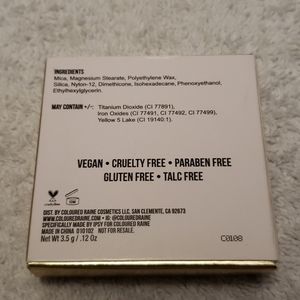 INGREDIENTS
Mica, Magnesium Stearate, Polyethylene Wax,
Silica, Nylon-12, Dimethicone, Isohexadecane, Phenoxyethanol,
Ethylhexylglycerin.
MAY CONTAIN +/-: Titanium Dioxide (CI 77891),
Iron Oxides (CI 77491, CI 77492, CI 77499),
Yellow 5 Lake (CI 19140:1).
VEGAN • CRUELTY FREE • PARABEN FREE
GLUTEN FREE • TALC FREE
DIST. BY COLOURED RAINE COSMETICS LLC, SAN CLEMENTE, CA 92673
WWW.COLOUREDRAINE.COM | IG: @COLOUREDRAINE
SPECIFICALLY MADE BY IPSY FOR COLOURED RAINE
MADE IN CHINA 010102 NOT FOR RESALE.
Net Wt 3.5 g / .12 Oz